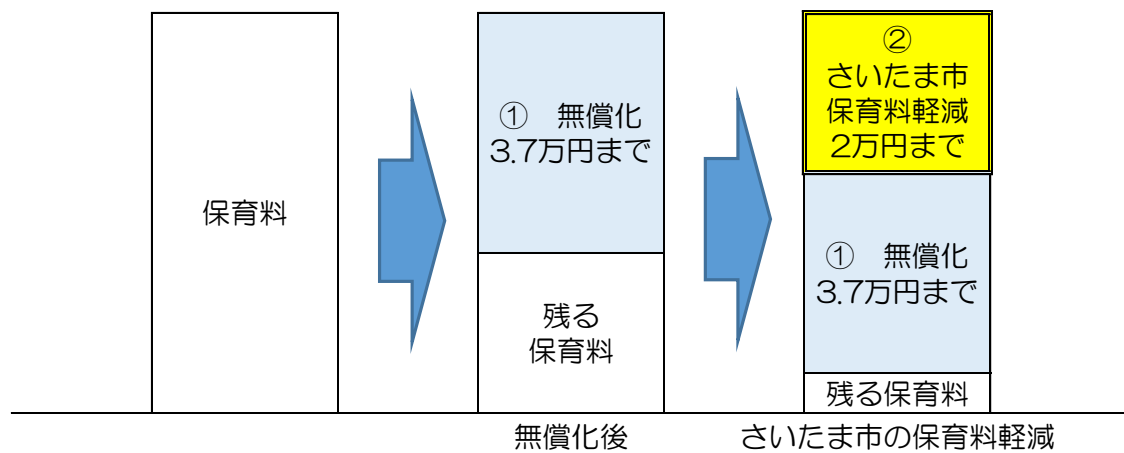 保育料
① 無償化
3.7万円まで
残る
保育料
無償化後
②
さいたま市
保育料軽減
2万円まで
① 無償化
3.7万円まで
残る保育料
さいたま市の保育料軽減